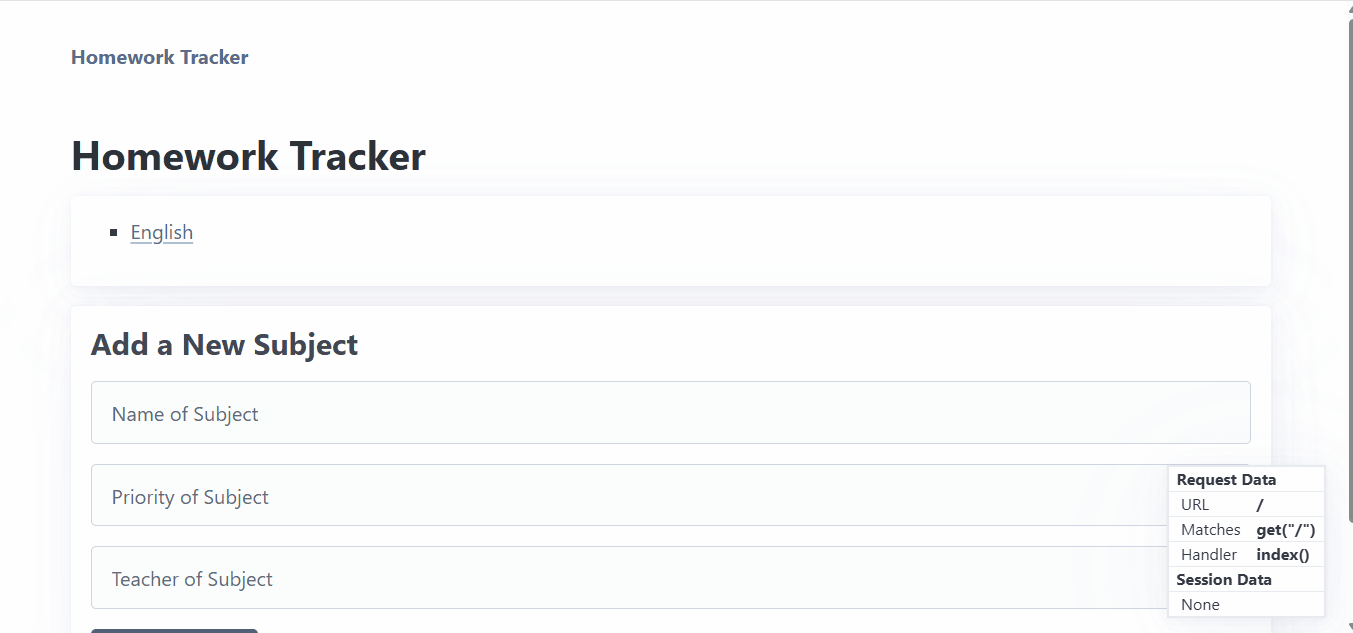 Homework Tracker
Homework Tracker
English
Add a New Subject
Name of Subject
Priority of Subject
Teacher of Subject
Request Data
URL /
Matches get("/")
Handler index()
Session Data
None